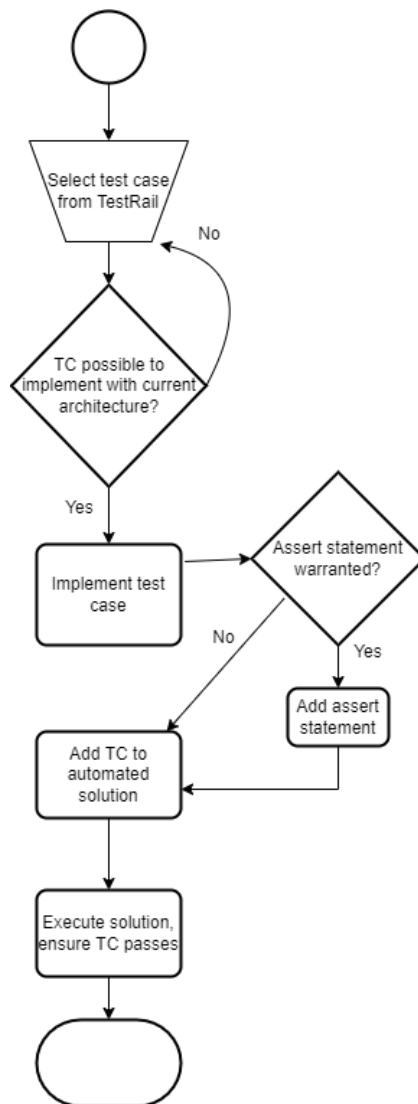 Select test case
from TestRail
No
TC possible to
implement with current
architecture?
Yes
Implement test
case
Assert statement
warranted?
No
Yes
Add assert
statement
Add TC to
automated
solution
Execute solution,
ensure TC passes